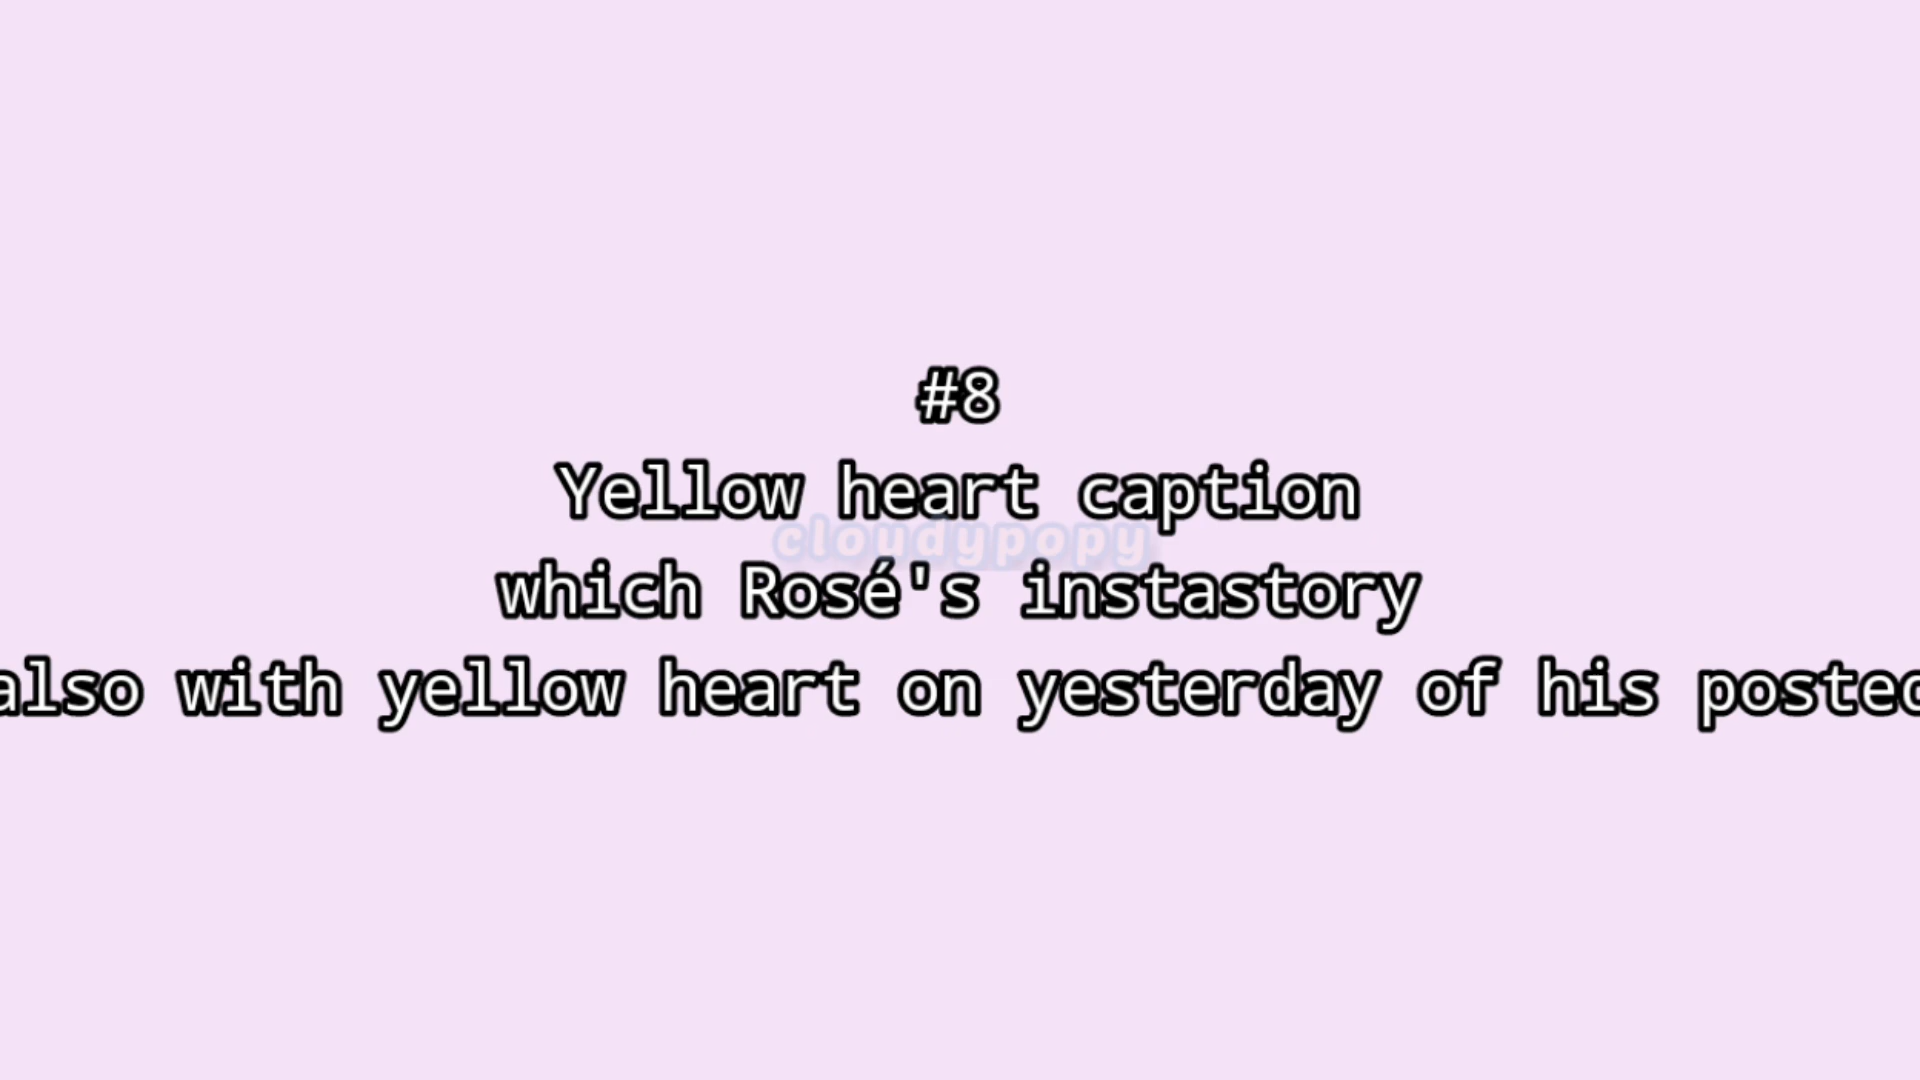 #8
Yellow heart caption
cloudypopy
which Rosé's instastory
also with yellow heart on yesterday of his posted